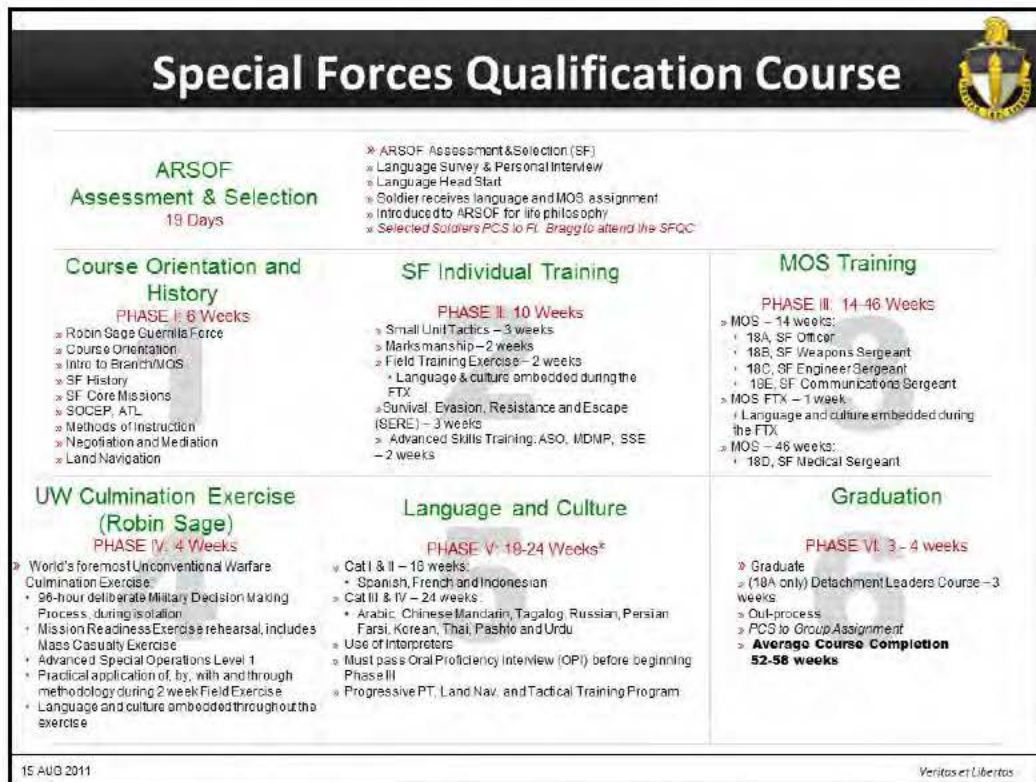 Special Forces Qualification Course
ARSOF
Assessment & Selection
19 Days
» ARSOF Assessment &Selection (SF)
» Language Survey & Personal Interview
» Language Head Start
» Soldier receives language and MOS assignment
» Introduced to ARSOF for life philosophy
» Selected Soldiers PCS to Ft. Bragg to attend the SFQC
Course Orientation and
History
PHASE I: 6 Weeks
» Robin Sage Guerrilla Force
» Course Orientation
» Intro to Branch/MOS
» SF History
» SF Core Missions
» SOCEP, ATL
» Methods of Instruction
» Negotiation and Mediation
» Land Navigation
1
SF Individual Training
PHASE II: 10 Weeks
» Small Unit Tactics – 3 weeks
» Marksmanship – 2 weeks
» Field Training Exercise – 2 weeks
• Language & culture embedded during the
FTX
» Survival, Evasion, Resistance and Escape
(SERE) – 3 weeks
» Advanced Skills Training: ASO, MDMP, SSE
– 2 weeks
2
MOS Training
PHASE III: 14-46 Weeks
» MOS – 14 weeks:
• 18A, SF Officer
• 18B, SF Weapons Sergeant
• 18C, SF Engineer Sergeant
• 18E, SF Communications Sergeant
» MOS FTX – 1 week
• Language and culture embedded during
the FTX
» MOS – 46 weeks:
• 18D, SF Medical Sergeant
3
UW Culmination Exercise
(Robin Sage)
PHASE IV: 4 Weeks
» World's foremost Unconventional Warfare
Culmination Exercise:
• 96-hour deliberate Military Decision Making
Process, during isolation
• Mission Readiness Exercise rehearsal, includes
Mass Casualty Exercise
• Advanced Special Operations Level 1
• Practical application of, by, with and through
methodology during 2 week Field Exercise
• Language and culture embedded throughout the
exercise
4
Language and Culture
PHASE V: 18-24 Weeks*
» Cat I & II – 18 weeks:
• Spanish, French and Indonesian
» Cat III & IV – 24 weeks:
• Arabic, Chinese Mandarin, Tagalog, Russian, Persian
Farsi, Korean, Thai, Pashto and Urdu
» Use of Interpreters
» Must pass Oral Proficiency Interview (OPI) before beginning
Phase III
» Progressive PT, Land Nav. and Tactical Training Program
5
Graduation
PHASE VI: 3 - 4 weeks
» Graduate
» (18A only) Detachment Leaders Course – 3
weeks
» Out-process
» PCS to Group Assignment
» Average Course Completion
52-58 weeks
6
15 AUG 2011
Veritas et Libertas